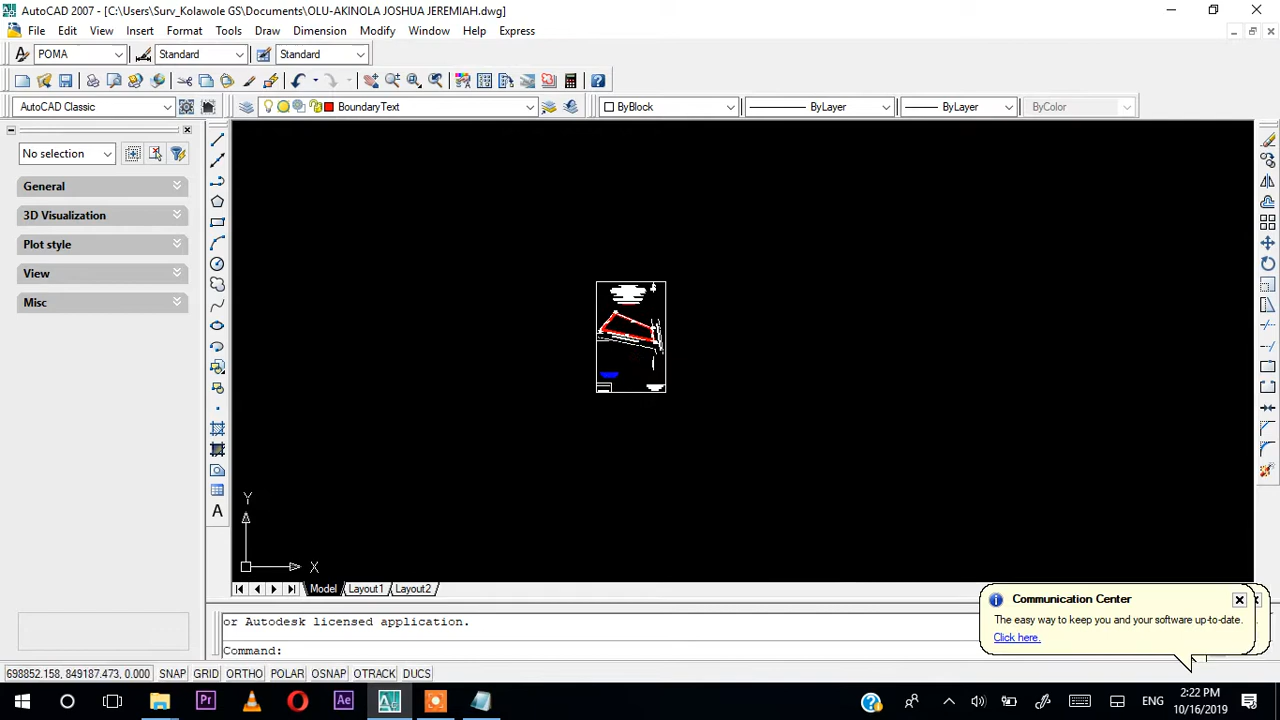 AutoCAD 2007 - [C:\Users\Surv_Kolawole GS\Documents\OLU-AKINOLA JOSHUA JEREMIAH.dwg]
File Edit View Insert Format Tools Draw Dimension Modify Window Help Express
POMA Standard Standard
AutoCAD Classic BoundaryText ByBlock ByLayer ByLayer ByColor
No selection
General
3D Visualization
Plot style
View
Misc
Y
X
A
Model Layout1 Layout2
or Autodesk licensed application.
Command:
Communication Center
The easy way to keep you and your software up-to-date.
Click here.
698852.158, 849187.473, 0.000 SNAP GRID ORTHO POLAR OSNAP OTRACK DUCS
Pr Ae ENG
2:22 PM
10/16/2019